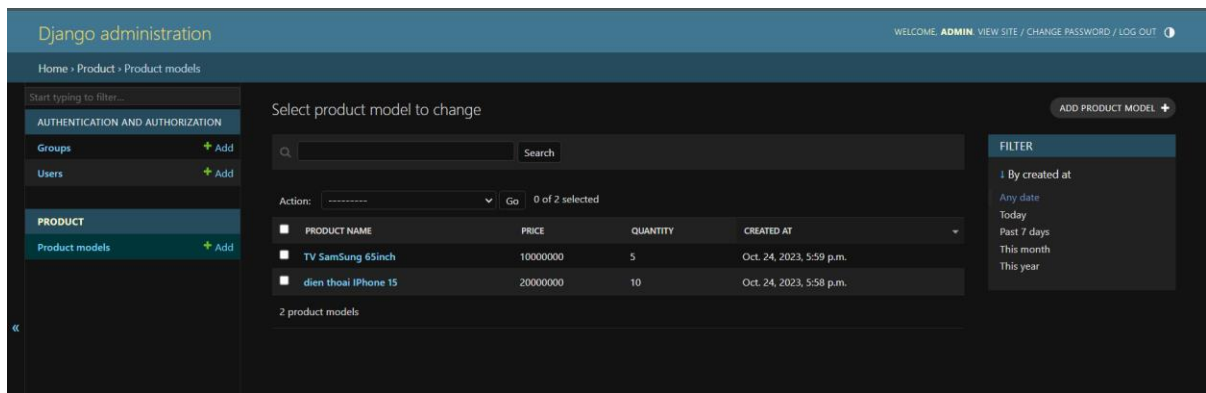 Django administration
WELCOME, ADMIN. VIEW SITE / CHANGE PASSWORD / LOG OUT
Home › Product › Product models
Start typing to filter...
AUTHENTICATION AND AUTHORIZATION
Groups + Add
Users + Add
PRODUCT
Product models + Add
«
Select product model to change
ADD PRODUCT MODEL +
Search
Action: --------- Go 0 of 2 selected
PRODUCT NAME PRICE QUANTITY CREATED AT
TV SamSung 65inch 10000000 5 Oct. 24, 2023, 5:59 p.m.
dien thoai IPhone 15 20000000 10 Oct. 24, 2023, 5:58 p.m.
2 product models
FILTER
↓ By created at
Any date
Today
Past 7 days
This month
This year